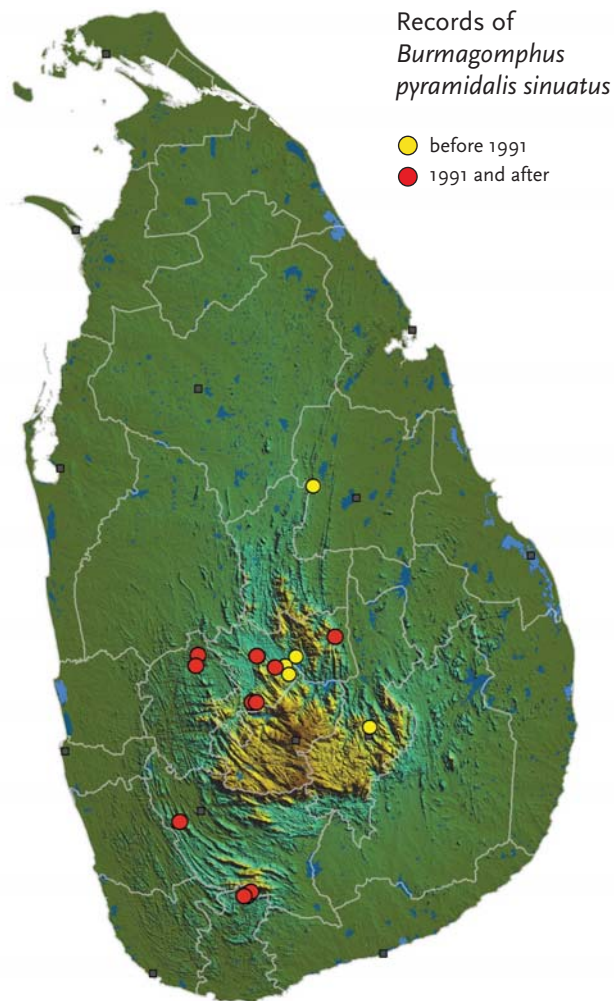 Records of
Burmagomphus
pyramidalis sinuatus
before 1991
1991 and after